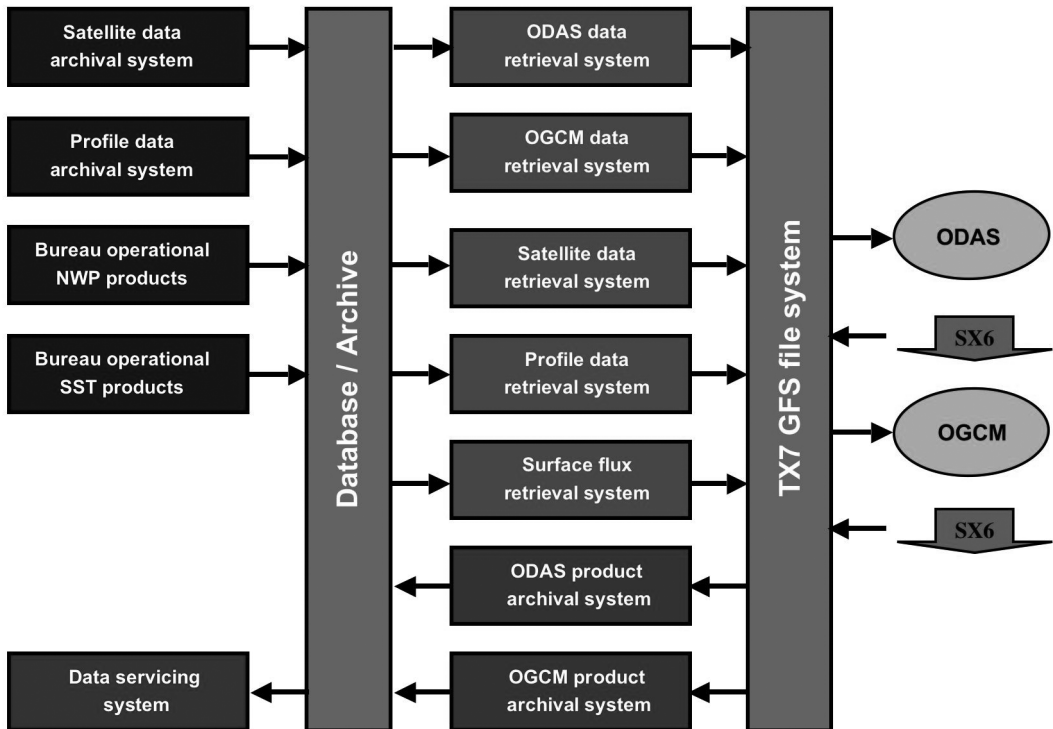 Satellite data
archival system
Profile data
archival system
Bureau operational
NWP products
Bureau operational
SST products
Data servicing
system
Database / Archive
ODAS data
retrieval system
OGCM data
retrieval system
Satellite data
retrieval system
Profile data
retrieval system
Surface flux
retrieval system
ODAS product
archival system
OGCM product
archival system
TX7 GFS file system
ODAS
SX6
OGCM
SX6